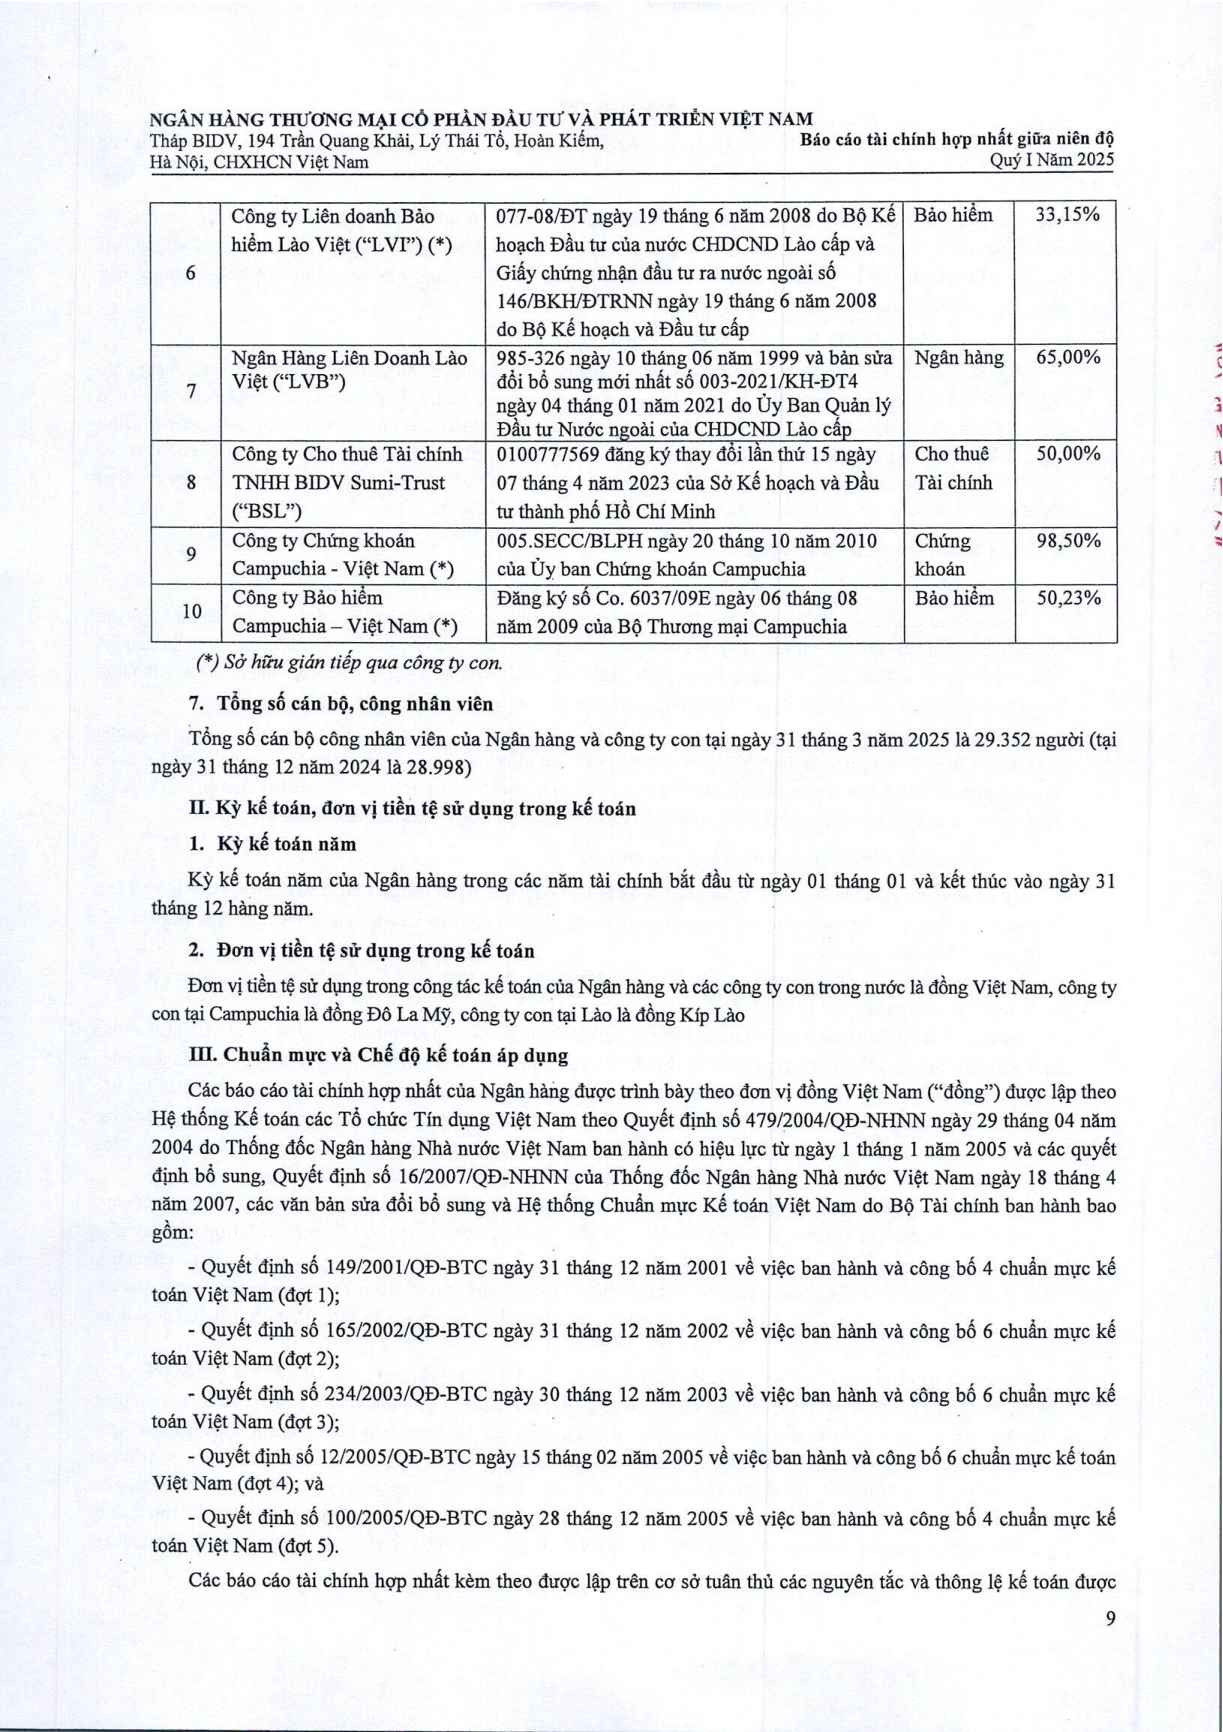 NGÂN HÀNG THƯƠNG MẠI CỔ PHẦN ĐẦU TƯ VÀ PHÁT TRIỂN VIỆT NAM
Tháp BIDV, 194 Trần Quang Khải, Lý Thái Tổ, Hoàn Kiếm,
Hà Nội, CHXHCN Việt Nam
Báo cáo tài chính hợp nhất giữa niên độ
Quý I Năm 2025
6
Công ty Liên doanh Bảo
hiểm Lào Việt (“LVI”) (*)
077-08/ĐT ngày 19 tháng 6 năm 2008 do Bộ Kế
hoạch Đầu tư của nước CHDCND Lào cấp và
Giấy chứng nhận đầu tư ra nước ngoài số
146/BKH/ĐTRNN ngày 19 tháng 6 năm 2008
do Bộ Kế hoạch và Đầu tư cấp
Bảo hiểm
33,15%
7
Ngân Hàng Liên Doanh Lào
Việt (“LVB”)
985-326 ngày 10 tháng 06 năm 1999 và bản sửa
đổi bổ sung mới nhất số 003-2021/KH-ĐT4
ngày 04 tháng 01 năm 2021 do Ủy Ban Quản lý
Đầu tư Nước ngoài của CHDCND Lào cấp
Ngân hàng
65,00%
8
Công ty Cho thuê Tài chính
TNHH BIDV Sumi-Trust
(“BSL”)
0100777569 đăng ký thay đổi lần thứ 15 ngày
07 tháng 4 năm 2023 của Sở Kế hoạch và Đầu
tư thành phố Hồ Chí Minh
Cho thuê
Tài chính
50,00%
9
Công ty Chứng khoán
Campuchia - Việt Nam (*)
005.SECC/BLPH ngày 20 tháng 10 năm 2010
của Ủy ban Chứng khoán Campuchia
Chứng
khoán
98,50%
10
Công ty Bảo hiểm
Campuchia – Việt Nam (*)
Đăng ký số Co. 6037/09E ngày 06 tháng 08
năm 2009 của Bộ Thương mại Campuchia
Bảo hiểm
50,23%
(*) Sở hữu gián tiếp qua công ty con.
7. Tổng số cán bộ, công nhân viên
Tổng số cán bộ công nhân viên của Ngân hàng và công ty con tại ngày 31 tháng 3 năm 2025 là 29.352 người (tại
ngày 31 tháng 12 năm 2024 là 28.998)
II. Kỳ kế toán, đơn vị tiền tệ sử dụng trong kế toán
1. Kỳ kế toán năm
Kỳ kế toán năm của Ngân hàng trong các năm tài chính bắt đầu từ ngày 01 tháng 01 và kết thúc vào ngày 31
tháng 12 hàng năm.
2. Đơn vị tiền tệ sử dụng trong kế toán
Đơn vị tiền tệ sử dụng trong công tác kế toán của Ngân hàng và các công ty con trong nước là đồng Việt Nam, công ty
con tại Campuchia là đồng Đô La Mỹ, công ty con tại Lào là đồng Kíp Lào
III. Chuẩn mực và Chế độ kế toán áp dụng
Các báo cáo tài chính hợp nhất của Ngân hàng được trình bày theo đơn vị đồng Việt Nam (“đồng”) được lập theo
Hệ thống Kế toán các Tổ chức Tín dụng Việt Nam theo Quyết định số 479/2004/QĐ-NHNN ngày 29 tháng 04 năm
2004 do Thống đốc Ngân hàng Nhà nước Việt Nam ban hành có hiệu lực từ ngày 1 tháng 1 năm 2005 và các quyết
định bổ sung, Quyết định số 16/2007/QĐ-NHNN của Thống đốc Ngân hàng Nhà nước Việt Nam ngày 18 tháng 4
năm 2007, các văn bản sửa đổi bổ sung và Hệ thống Chuẩn mực Kế toán Việt Nam do Bộ Tài chính ban hành bao
gồm:
- Quyết định số 149/2001/QĐ-BTC ngày 31 tháng 12 năm 2001 về việc ban hành và công bố 4 chuẩn mực kế
toán Việt Nam (đợt 1);
- Quyết định số 165/2002/QĐ-BTC ngày 31 tháng 12 năm 2002 về việc ban hành và công bố 6 chuẩn mực kế
toán Việt Nam (đợt 2);
- Quyết định số 234/2003/QĐ-BTC ngày 30 tháng 12 năm 2003 về việc ban hành và công bố 6 chuẩn mực kế
toán Việt Nam (đợt 3);
- Quyết định số 12/2005/QĐ-BTC ngày 15 tháng 02 năm 2005 về việc ban hành và công bố 6 chuẩn mực kế toán
Việt Nam (đợt 4); và
- Quyết định số 100/2005/QĐ-BTC ngày 28 tháng 12 năm 2005 về việc ban hành và công bố 4 chuẩn mực kế
toán Việt Nam (đợt 5).
Các báo cáo tài chính hợp nhất kèm theo được lập trên cơ sở tuân thủ các nguyên tắc và thông lệ kế toán được
9